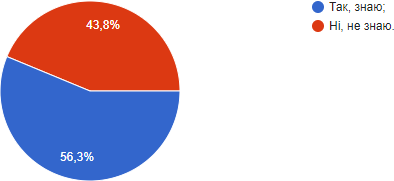 43,8%
56,3%
Так, знаю;
Ні, не знаю.